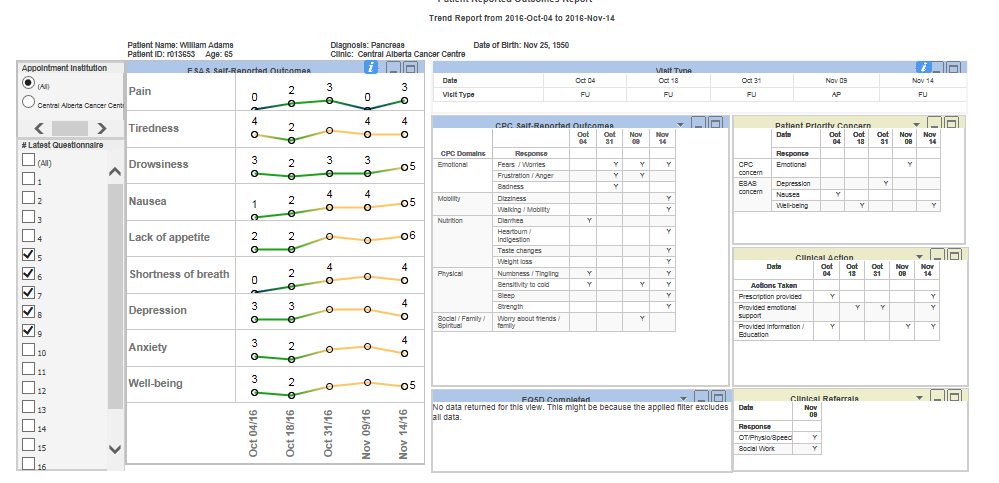 Patient Reported Outcomes Report
Trend Report from 2016-Oct-04 to 2016-Nov-14
Patient Name: William Adams Diagnosis: Pancreas Date of Birth: Nov 25, 1950
Patient ID: r013653 Age: 65 Clinic: Central Alberta Cancer Centre
Appointment Institution
(All)
Central Alberta Cancer Cent
# Latest Questionnaire
(All)
1
2
3
4
5
6
7
8
9
10
11
12
13
14
15
16
ESAS Self-Reported Outcomes
Pain 0 2 3 0 3
Tiredness 4 2 4 4
Drowsiness 3 2 3 3 5
Nausea 1 2 4 4 5
Lack of appetite 2 2 6
Shortness of breath 0 2 4 4
Depression 3 3 4
Anxiety 3 2 4
Well-being 3 2 5
Oct 04/16 Oct 18/16 Oct 31/16 Nov 09/16 Nov 14/16
Visit Type
Date Oct 04 Oct 18 Oct 31 Nov 09 Nov 14
Visit Type FU FU FU AP FU
CPC Self-Reported Outcomes
Oct 04 Oct 31 Nov 09 Nov 14
CPC Domains Response
Emotional Fears / Worries Y Y Y
Frustration / Anger Y Y
Sadness Y
Mobility Dizziness Y
Walking / Mobility Y
Nutrition Diarrhea Y
Heartburn / Indigestion Y
Taste changes Y
Weight loss Y
Physical Numbness / Tingling Y Y
Sensitivity to cold Y Y Y
Sleep Y
Strength Y
Social / Family / Spiritual Worry about friends / family Y
EQ5D Completed
No data returned for this view. This might be because the applied filter excludes
all data.
Patient Priority Concern
Date Oct 04 Oct 18 Oct 31 Nov 09 Nov 14
Response
CPC concern Emotional Y
ESAS concern Depression Y
Nausea Y
Well-being Y Y
Clinical Action
Date Oct 04 Oct 18 Oct 31 Nov 09 Nov 14
Actions Taken
Prescription provided Y Y
Provided emotional support Y Y Y
Provided Information / Education Y Y Y
Clinical Referrals
Date Nov 09
Response
OT/Physio/Speech Y
Social Work Y